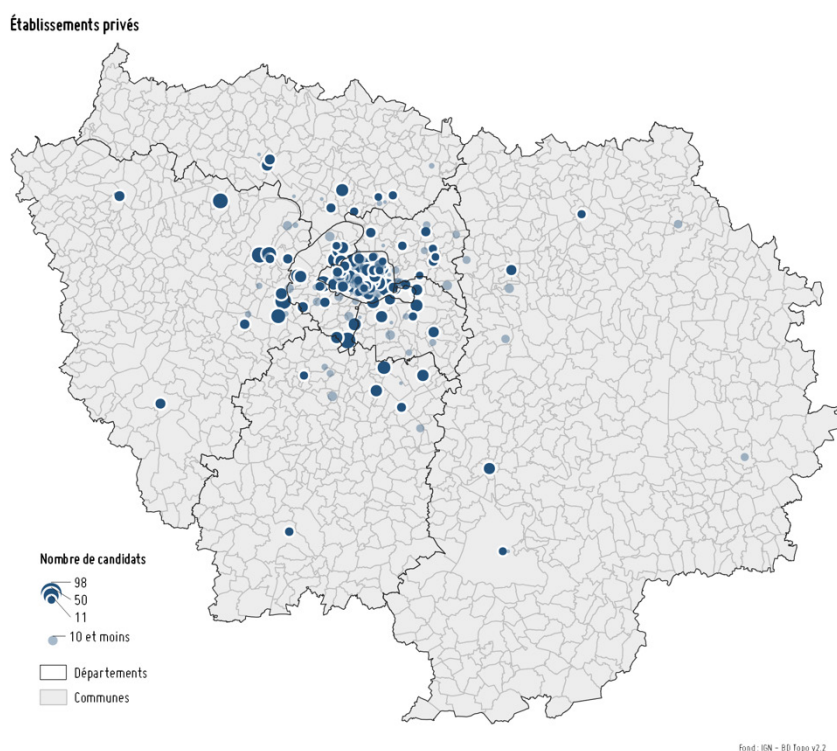 Établissements privés
Nombre de candidats
98
50
11
10 et moins
Départements
Communes
Fond : IGN - BD Topo v2.2